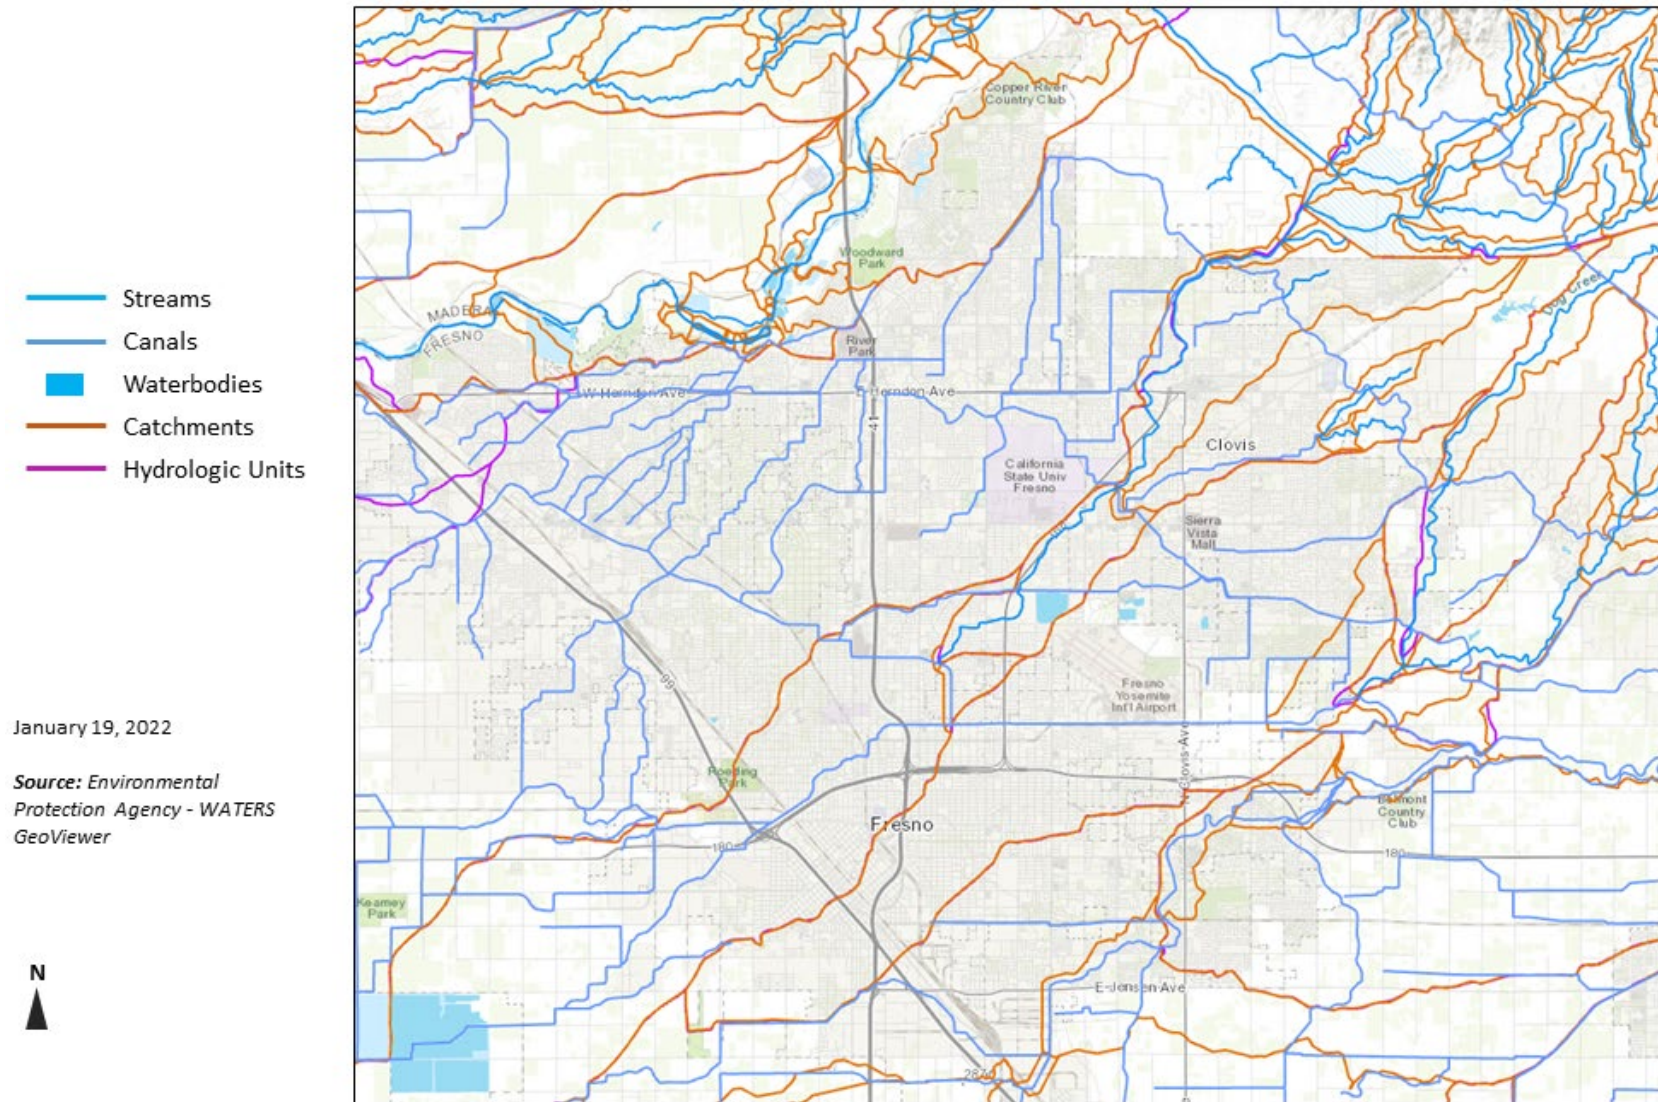 Streams
Canals
Waterbodies
Catchments
Hydrologic Units
January 19, 2022
Source: Environmental
Protection Agency - WATERS
GeoViewer
N
Copper River
Country Club
Woodward
Park
Dog Creek
MADERA
FRESNO
River
Park
W Herndon Ave
E Herndon Ave
41
Clovis
California
State Univ
Fresno
168
Sierra
Vista
Mall
99
Fresno
Yosemite
Int'l Airport
N Clovis Ave
Roeding
Park
Fresno
Belmont
Country
Club
180
180
Kearney
Park
E Jensen Ave
287ft